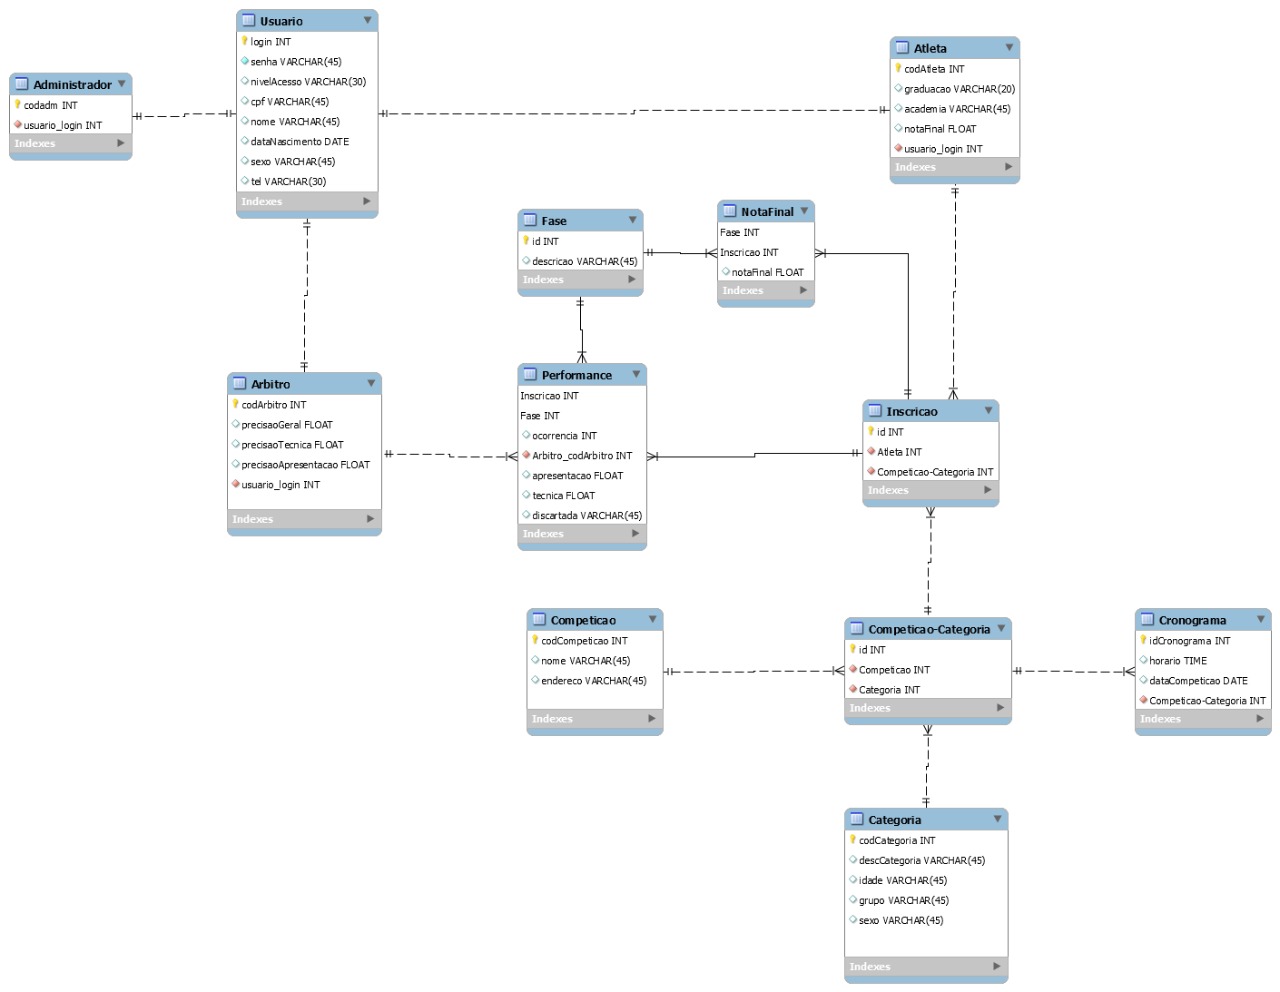 Usuario
login INT
senha VARCHAR(45)
nivelAcesso VARCHAR(30)
cpf VARCHAR(45)
nome VARCHAR(45)
dataNascimento DATE
sexo VARCHAR(45)
tel VARCHAR(30)
Indexes
Administrador
codadm INT
usuario_login INT
Indexes
Atleta
codAtleta INT
graduacao VARCHAR(20)
academia VARCHAR(45)
notaFinal FLOAT
usuario_login INT
Indexes
Fase
id INT
descricao VARCHAR(45)
Indexes
NotaFinal
Fase INT
Inscricao INT
notaFinal FLOAT
Indexes
Arbitro
codArbitro INT
precisaoGeral FLOAT
precisaoTecnica FLOAT
precisaoApresentacao FLOAT
usuario_login INT
Indexes
Performance
Inscricao INT
Fase INT
ocorrencia INT
Arbitro_codArbitro INT
apresentacao FLOAT
tecnica FLOAT
discartada VARCHAR(45)
Indexes
Inscricao
id INT
Atleta INT
Competicao-Categoria INT
Indexes
Competicao
codCompeticao INT
nome VARCHAR(45)
endereco VARCHAR(45)
Indexes
Competicao-Categoria
id INT
Competicao INT
Categoria INT
Indexes
Cronograma
idCronograma INT
horario TIME
dataCompeticao DATE
Competicao-Categoria INT
Indexes
Categoria
codCategoria INT
descCategoria VARCHAR(45)
idade VARCHAR(45)
grupo VARCHAR(45)
sexo VARCHAR(45)
Indexes